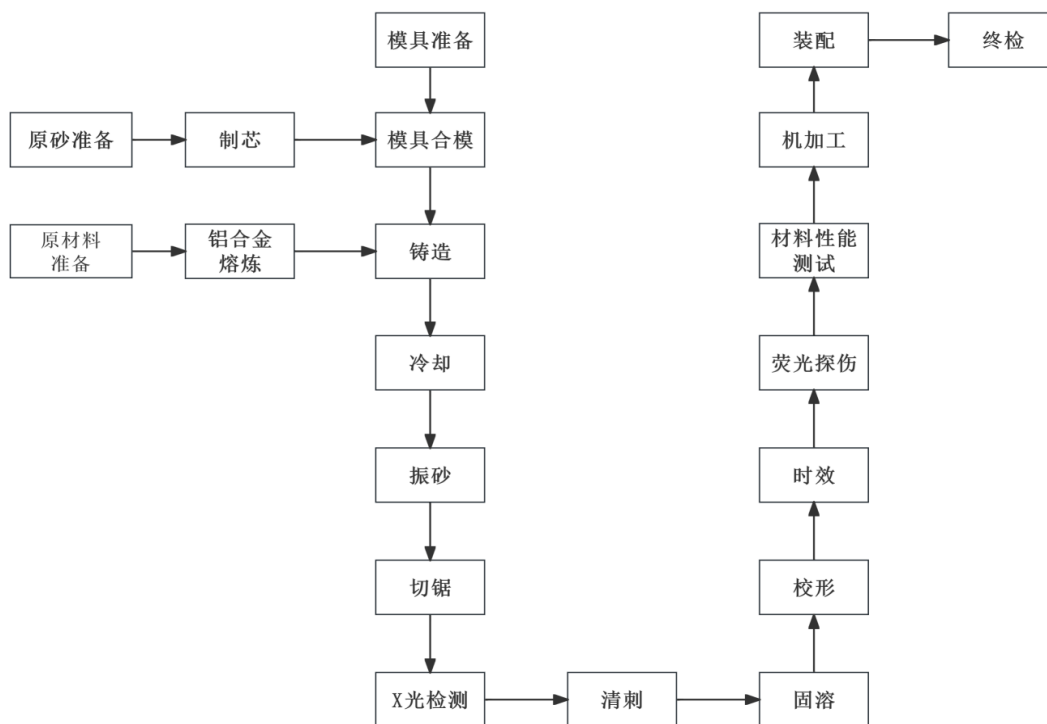 模具准备
装配
终检
原砂准备
制芯
模具合模
机加工
原材料
准备
铝合金
熔炼
铸造
材料性能
测试
冷却
荧光探伤
振砂
时效
切锯
校形
X光检测
清刺
固溶